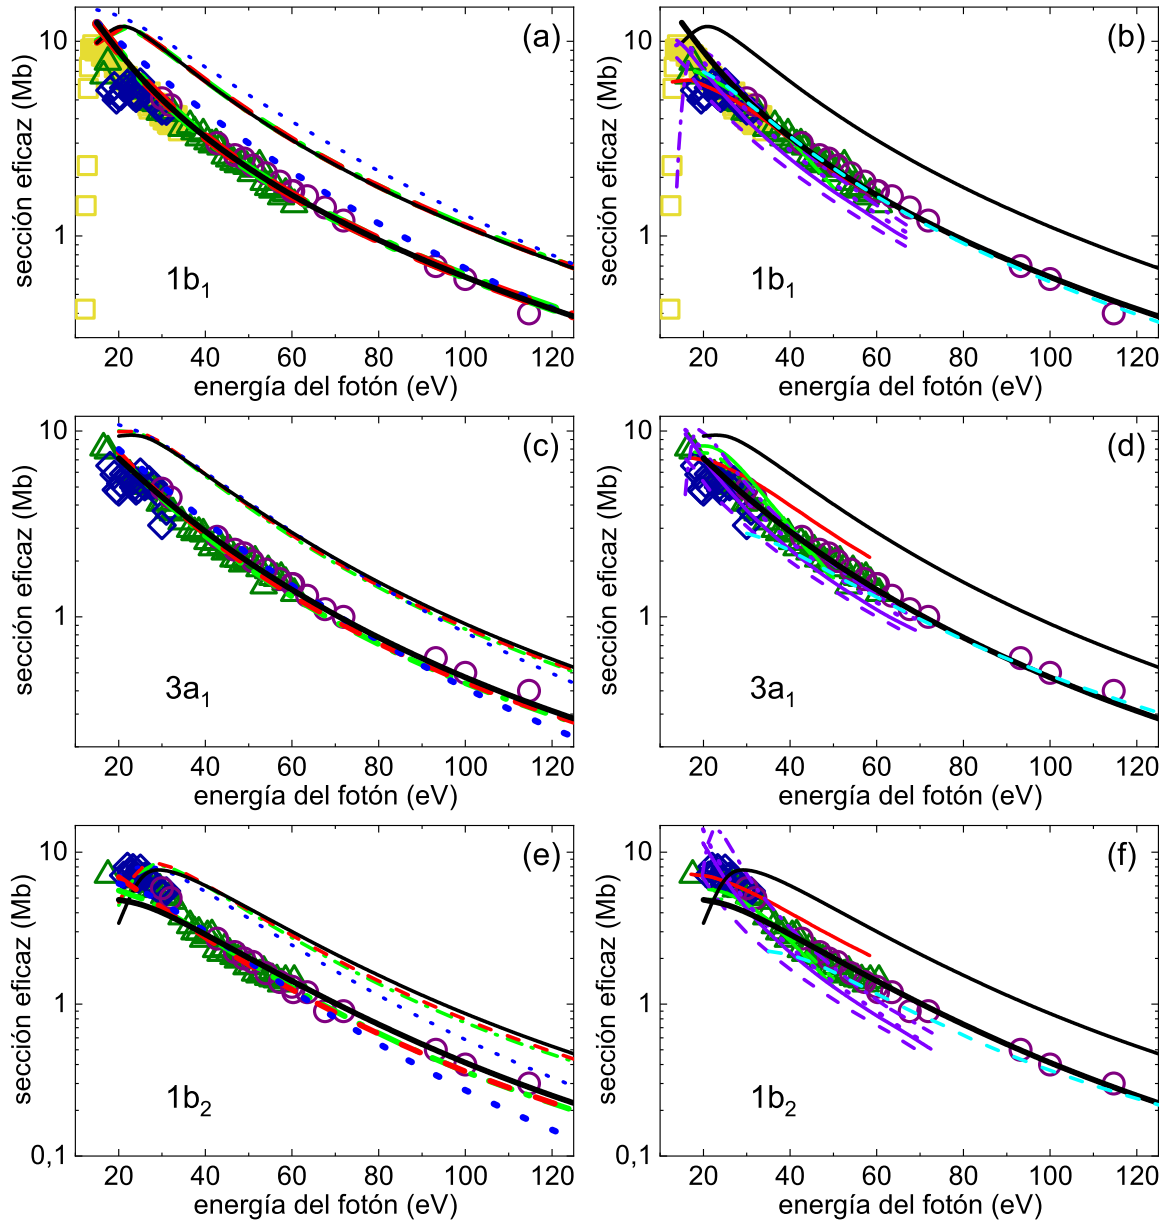 (a)
10
1
sección eficaz (Mb)
1b₁
20 40 60 80 100 120
energía del fotón (eV)
(b)
10
1
sección eficaz (Mb)
1b₁
20 40 60 80 100 120
energía del fotón (eV)
(c)
10
1
sección eficaz (Mb)
3a₁
20 40 60 80 100 120
energía del fotón (eV)
(d)
10
1
sección eficaz (Mb)
3a₁
20 40 60 80 100 120
energía del fotón (eV)
(e)
10
1
0,1
sección eficaz (Mb)
1b₂
20 40 60 80 100 120
energía del fotón (eV)
(f)
10
1
0,1
sección eficaz (Mb)
1b₂
20 40 60 80 100 120
energía del fotón (eV)